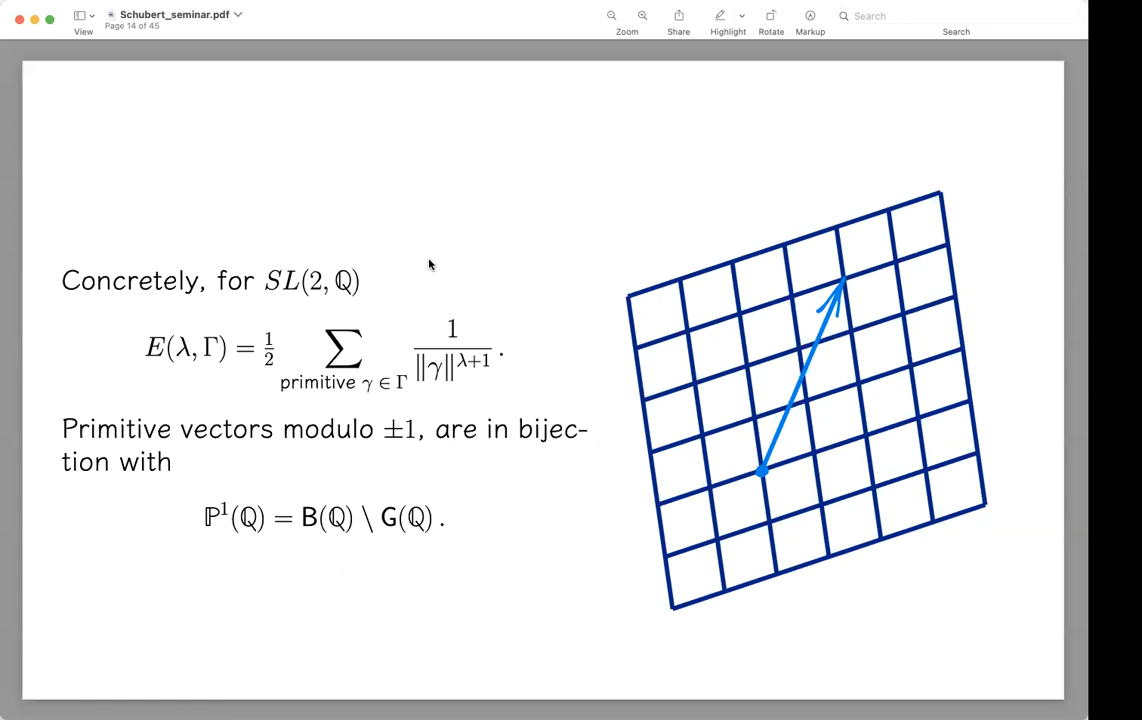 Schubert_seminar.pdf
Page 14 of 45
View
Zoom
Share
Highlight
Rotate
Markup
Search
Search
Concretely, for SL(2, ℚ)
E(λ, Γ) = 1/2 ∑ primitive γ ∈ Γ 1/‖γ‖^{λ+1} .
Primitive vectors modulo ±1, are in bijec-
tion with
ℙ¹(ℚ) = B(ℚ) \ G(ℚ) .